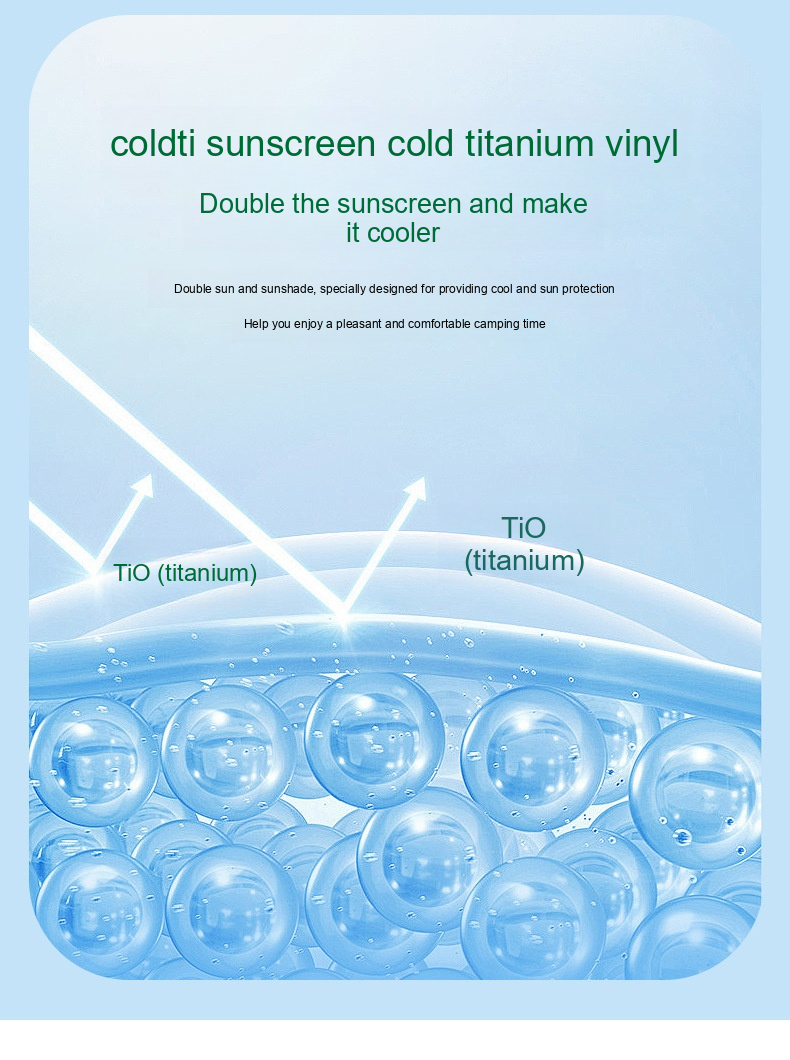 coldti sunscreen cold titanium vinyl
Double the sunscreen and make
it cooler
Double sun and sunshade, specially designed for providing cool and sun protection
Help you enjoy a pleasant and comfortable camping time
TiO
(titanium)
TiO (titanium)